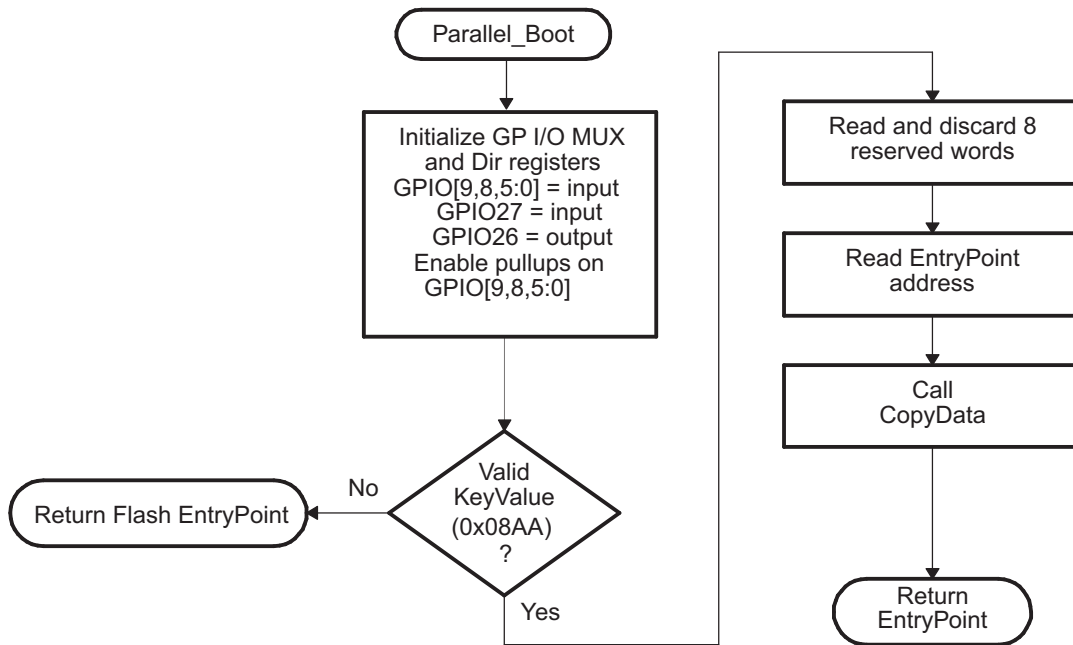 Parallel_Boot
Initialize GP I/O MUX
and Dir registers
GPIO[9,8,5:0] = input
GPIO27 = input
GPIO26 = output
Enable pullups on
GPIO[9,8,5:0]
Valid
KeyValue
(0x08AA)
?
No
Return Flash EntryPoint
Yes
Read and discard 8
reserved words
Read EntryPoint
address
Call
CopyData
Return
EntryPoint